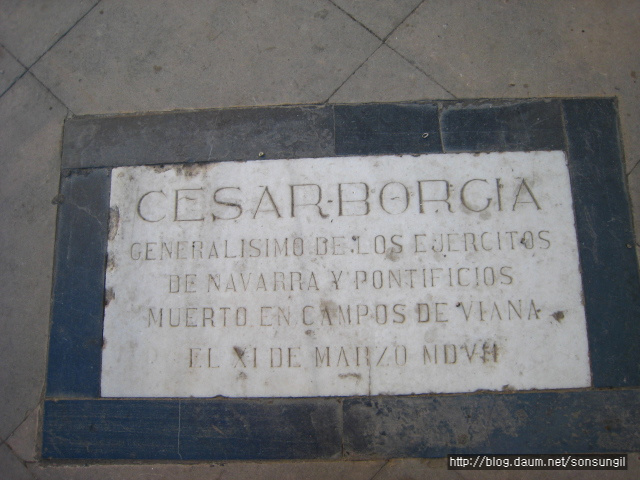 CESAR BORGIA
GENERALISIMO DE LOS EJERCITOS
DE NAVARRA Y PONTIFICIOS
MUERTO EN CAMPOS DE VIANA
EL XI DE MARZO MDVII
http://blog.daum.net/sonsungil